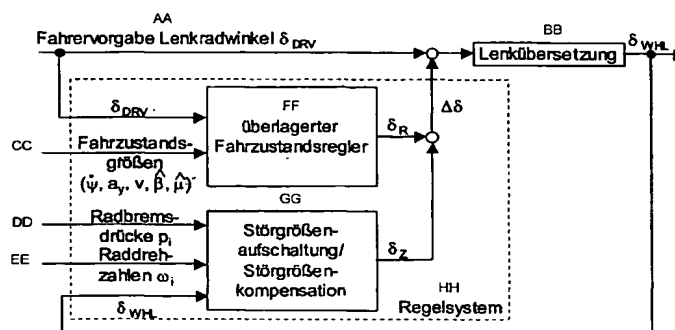 AA
Fahrervorgabe Lenkradwinkel δDRV
BB
Lenkübersetzung
δWHL
δDRV
FF
überlagerter
Fahrzustandsregler
δR
Δδ
CC
Fahrzustands-
größen
(ψ̇, ay, v, β̂, μ̂)
GG
DD
Radbrems-
drücke pi
EE
Raddreh-
zahlen ωi
Störgrößen-
aufschaltung/
Störgrößen-
kompensation
δZ
δWHL
HH
Regelsystem